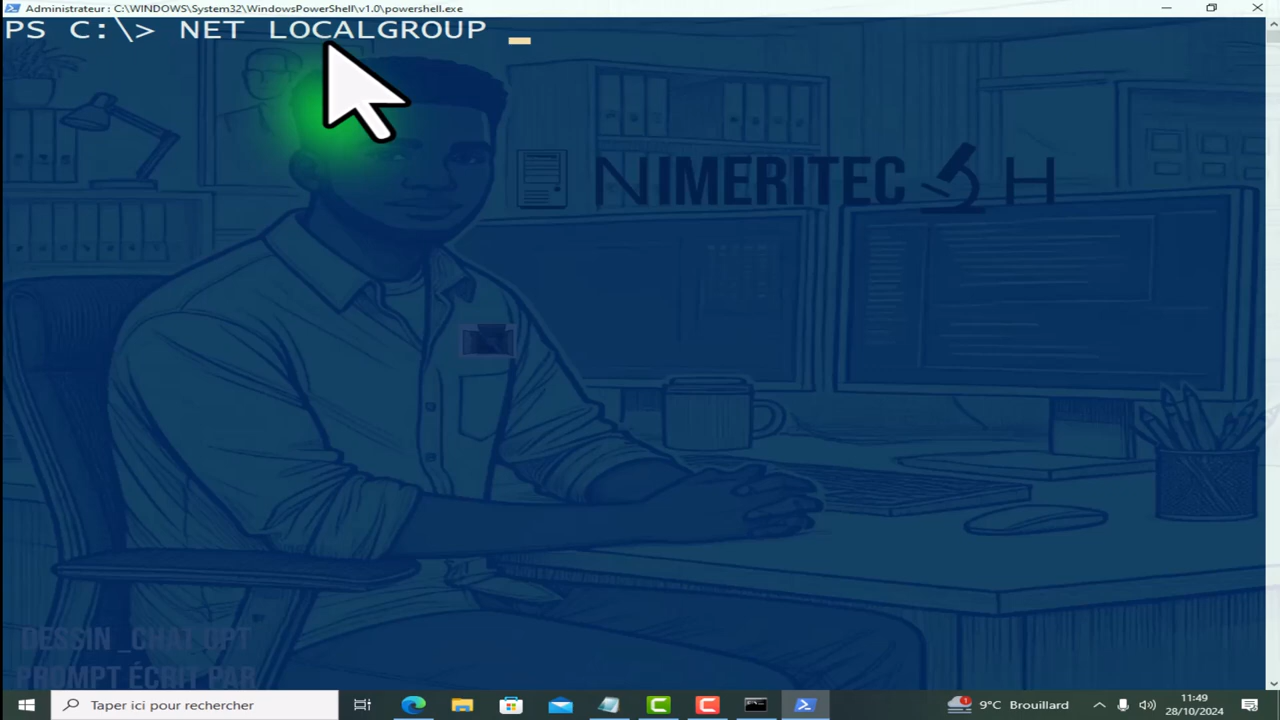 Administrateur : C:\WINDOWS\System32\WindowsPowerShell\v1.0\powershell.exe
PS C:\> NET LOCALGROUP
NIMERITEC H
DESSIN _CHAT GPT
PROMPT ÉCRIT PAR
Taper ici pour rechercher
9°C Brouillard
11:49
28/10/2024